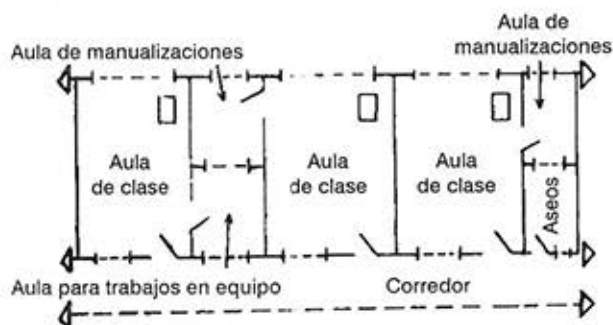 Aula de manualizaciones
Aula de
manualizaciones
Aula
de clase
Aula
de clase
Aula
de clase
Aseos
Aula para trabajos en equipo
Corredor